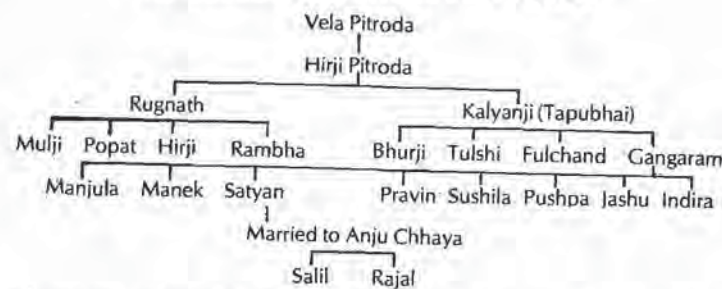 Vela Pitroda
Hirji Pitroda
Rugnath Kalyanji (Tapubhai)
Mulji Popat Hirji Rambha Bhurji Tulshi Fulchand Gangaram
Manjula Manek Satyan Pravin Sushila Pushpa Jashu Indira
Married to Anju Chhaya
Salil Rajal